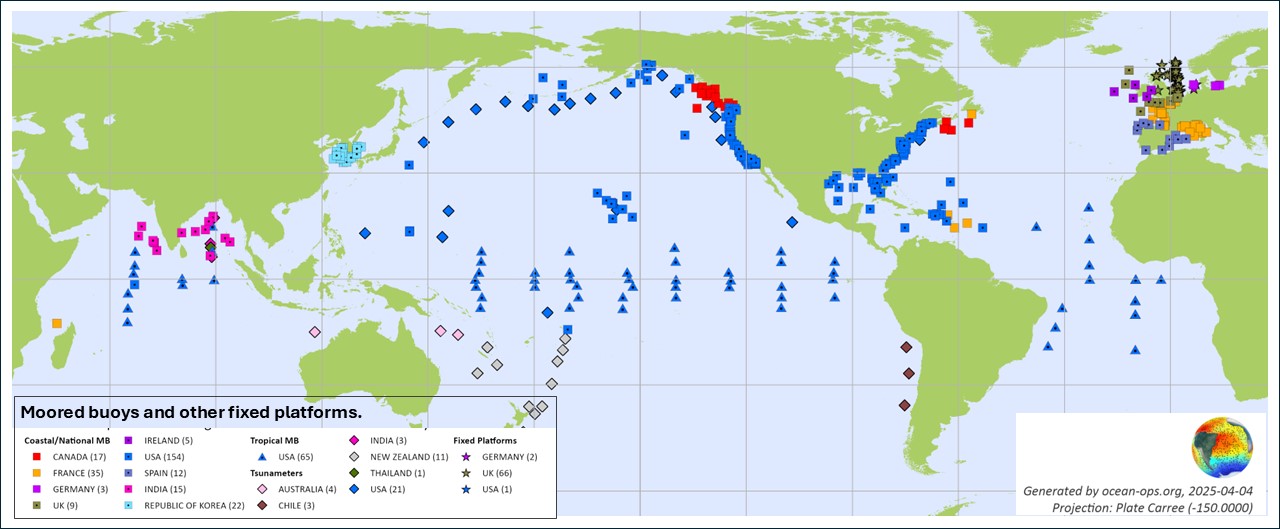 Moored buoys and other fixed platforms.
Coastal/National MB
CANADA (17)
FRANCE (35)
GERMANY (3)
UK (9)
IRELAND (5)
USA (154)
SPAIN (12)
INDIA (15)
REPUBLIC OF KOREA (22)
Tropical MB
USA (65)
Tsunameters
AUSTRALIA (4)
CHILE (3)
INDIA (3)
NEW ZEALAND (11)
THAILAND (1)
USA (21)
Fixed Platforms
GERMANY (2)
UK (66)
USA (1)
Generated by ocean-ops.org, 2025-04-04
Projection: Plate Carree (-150.0000)